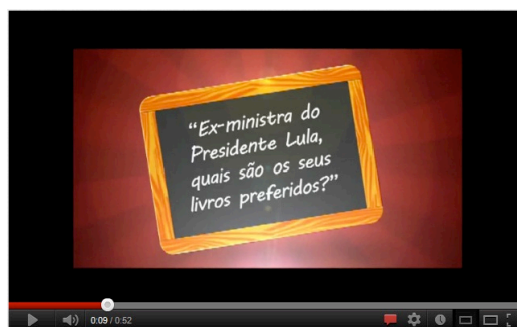 “Ex-ministra do
Presidente Lula,
quais são os seus
livros preferidos?”
0:09 / 0:52